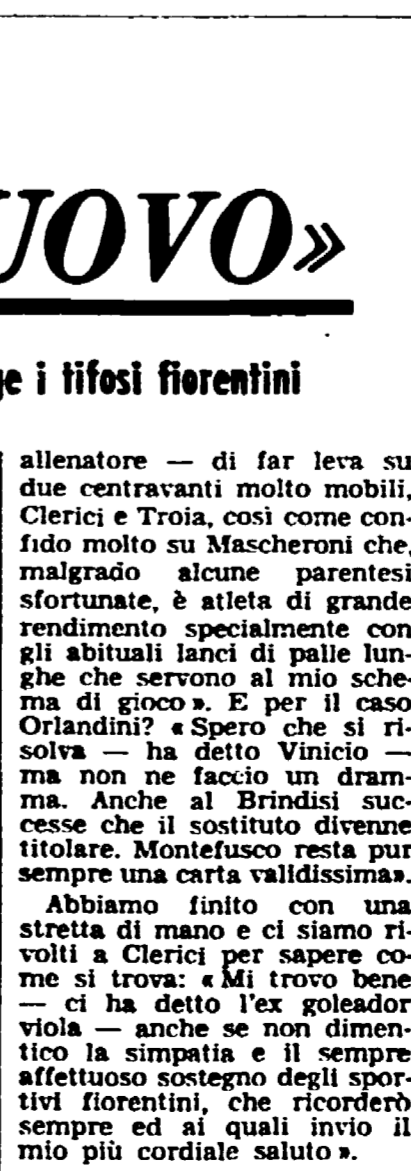 UOVO»
ge i tifosi fiorentini
allenatore — di far leva su
due centravanti molto mobili,
Clerici e Troia, così come con-
fido molto su Mascheroni che,
malgrado alcune parentesi
sfortunate, è atleta di grande
rendimento specialmente con
gli abituali lanci di palle lun-
ghe che servono al mio sche-
ma di gioco». E per il caso
Orlandini? «Spero che si ri-
solva — ha detto Vinicio —
ma non ne faccio un dram-
ma. Anche al Brindisi suc-
cesse che il sostituto divenne
titolare. Montefusco resta pur
sempre una carta validissima».
Abbiamo finito con una
stretta di mano e ci siamo ri-
volti a Clerici per sapere co-
me si trova: «Mi trovo bene
— ci ha detto l'ex goleador
viola — anche se non dimen-
tico la simpatia e il sempre
affettuoso sostegno degli spor-
tivi fiorentini, che ricorderò
sempre ed ai quali invio il
mio più cordiale saluto».